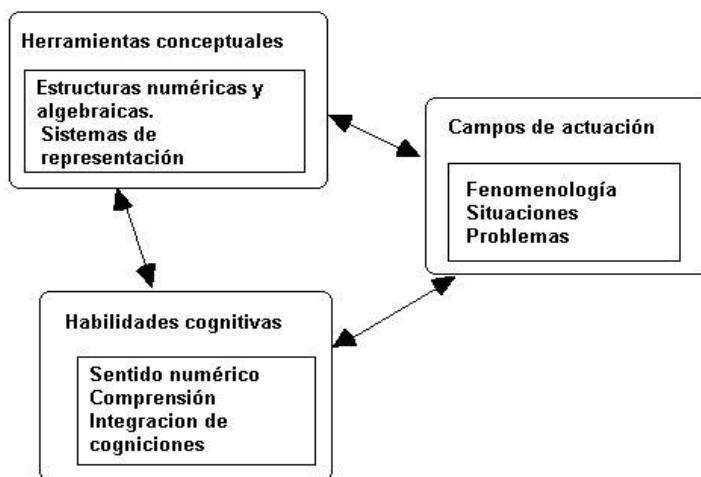 Herramientas conceptuales
Estructuras numéricas y
algebraicas.
Sistemas de
representación
Campos de actuación
Fenomenología
Situaciones
Problemas
Habilidades cognitivas
Sentido numérico
Comprensión
Integracion de
cogniciones